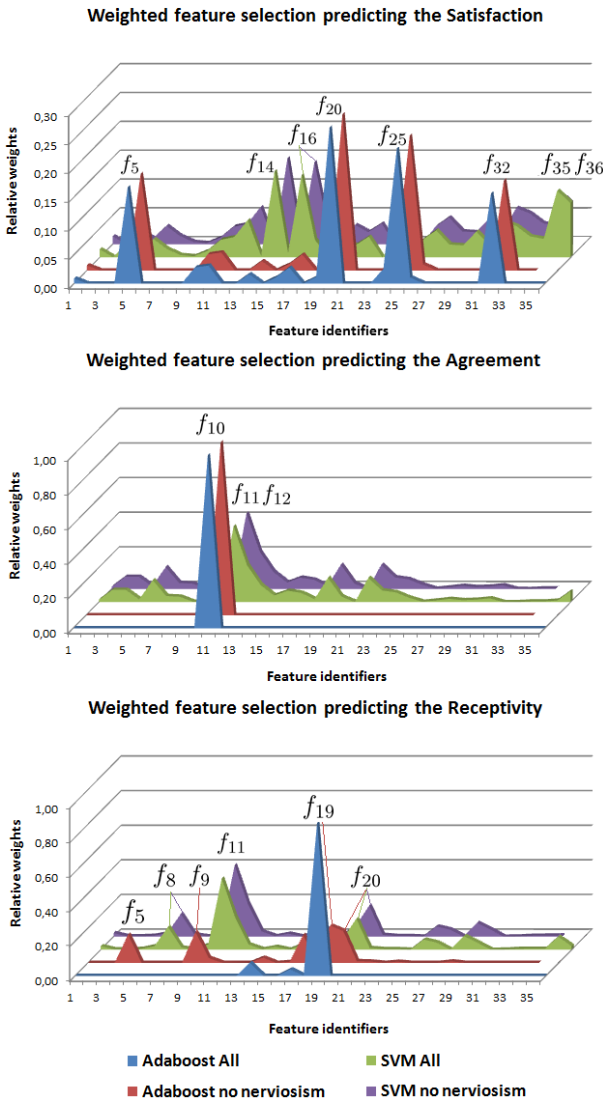 Weighted feature selection predicting the Satisfaction
Relative weights
0,30
0,25
0,20
0,15
0,10
0,05
0,00
f5
f14
f16
f20
f25
f32
f35 f36
1 3 5 7 9 11 13 15 17 19 21 23 25 27 29 31 33 35
Feature identifiers
Weighted feature selection predicting the Agreement
Relative weights
1,00
0,80
0,60
0,40
0,20
0,00
f10
f11 f12
1 3 5 7 9 11 13 15 17 19 21 23 25 27 29 31 33 35
Feature identifiers
Weighted feature selection predicting the Receptivity
Relative weights
1,00
0,80
0,60
0,40
0,20
0,00
f5
f8
f9
f11
f19
f20
1 3 5 7 9 11 13 15 17 19 21 23 25 27 29 31 33 35
Feature identifiers
Adaboost All SVM All
Adaboost no nerviosism SVM no nerviosism